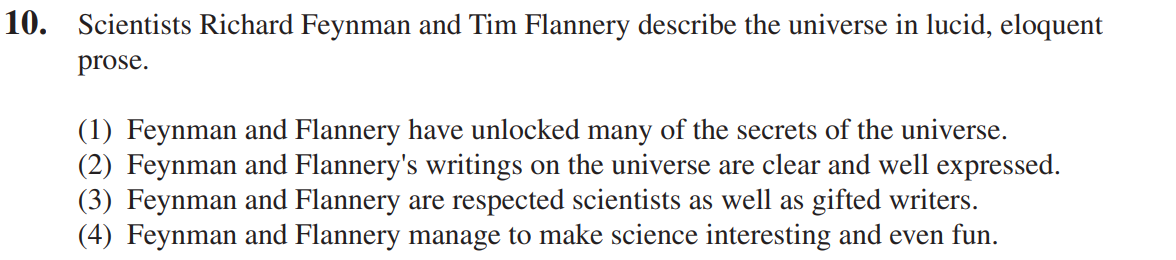 10. Scientists Richard Feynman and Tim Flannery describe the universe in lucid, eloquent
prose.
(1) Feynman and Flannery have unlocked many of the secrets of the universe.
(2) Feynman and Flannery's writings on the universe are clear and well expressed.
(3) Feynman and Flannery are respected scientists as well as gifted writers.
(4) Feynman and Flannery manage to make science interesting and even fun.